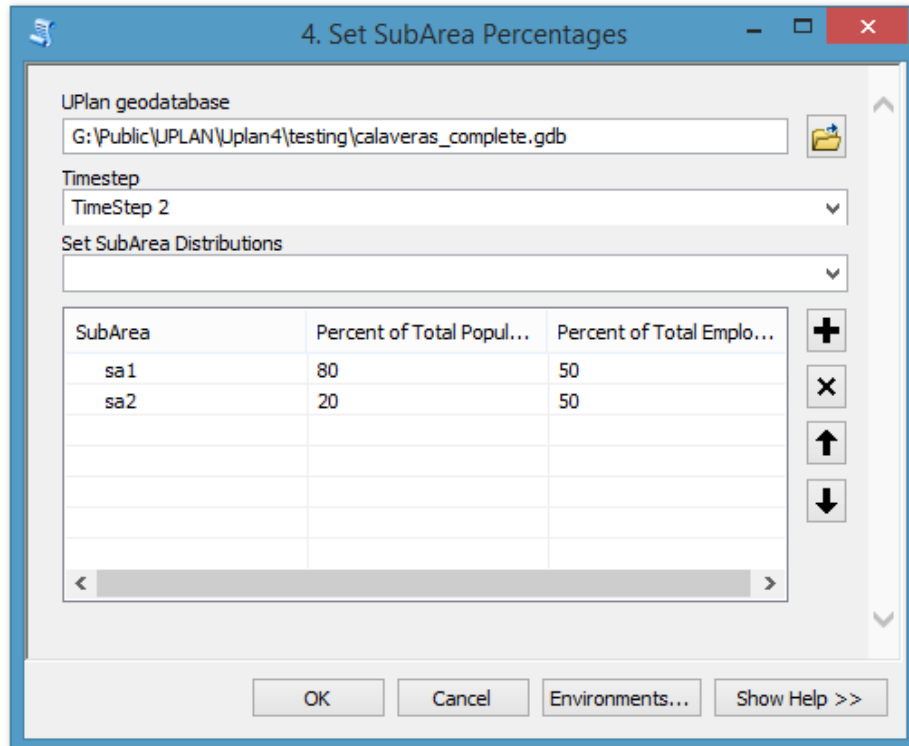 4. Set SubArea Percentages
UPlan geodatabase
G:\Public\UPLAN\Uplan4\testing\calaveras_complete.gdb
Timestep
TimeStep 2
Set SubArea Distributions
SubArea Percent of Total Popul... Percent of Total Emplo...
sa1 80 50
sa2 20 50
OK Cancel Environments... Show Help >>